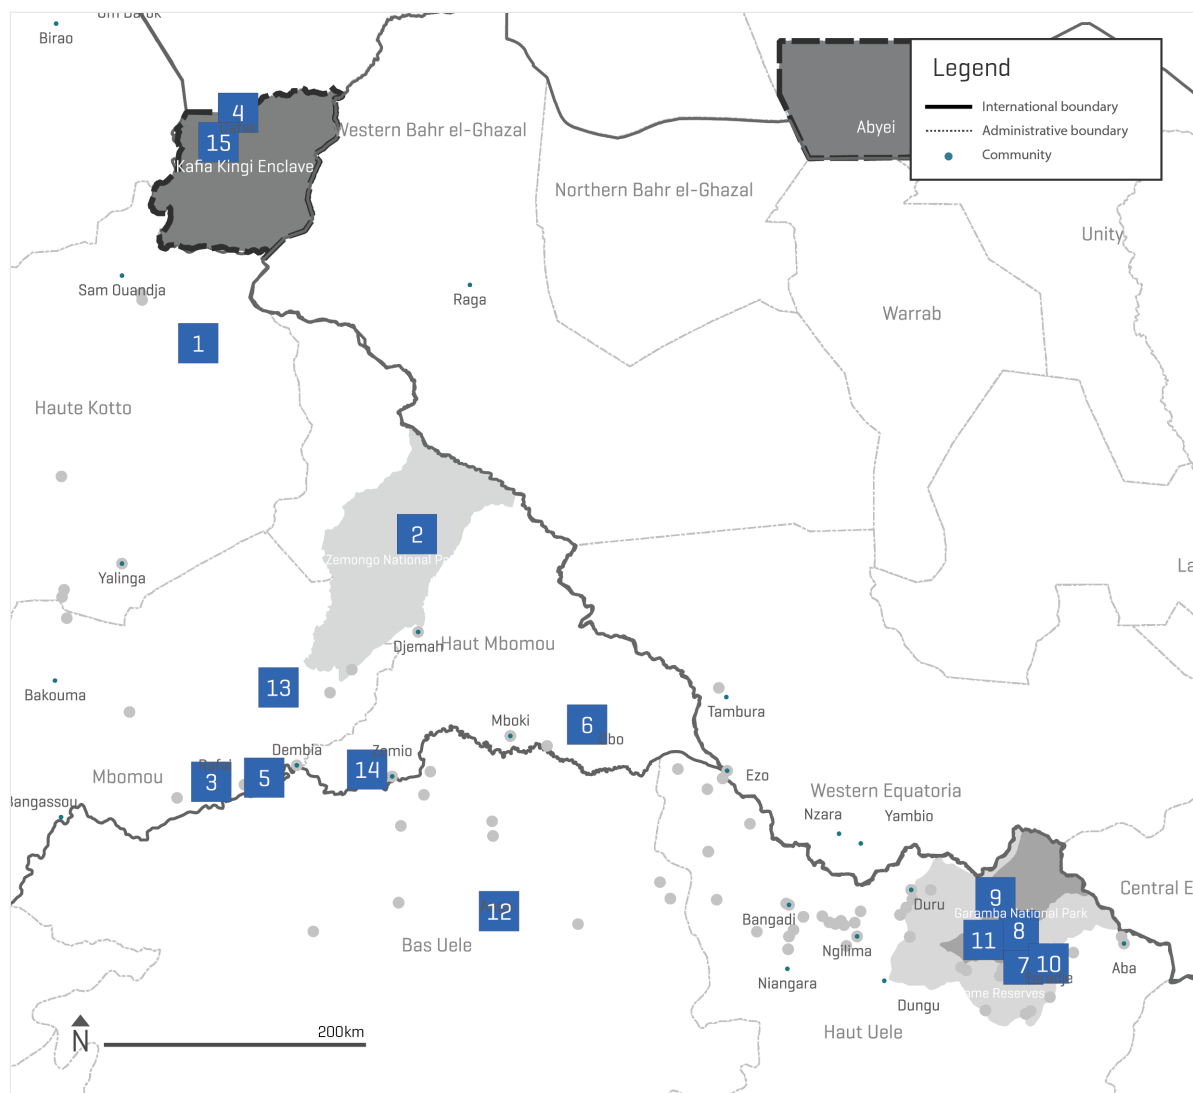 Birao
Legend
International boundary
Administrative boundary
Community
4
15
Kafia Kingi Enclave
Western Bahr el-Ghazal
Abyei
Northern Bahr el-Ghazal
Unity
Sam Ouandja
Raga
Warrab
1
Haute Kotto
2
Zemongo National
Yalinga
Djemah
Haut Mbomou
Bakouma
13
Tambura
Mboki
6
Dembia
Zemio
Mbomou
3
5
14
Ezo
Bangassou
Western Equatoria
Nzara
Yambio
Central E
9
Duru
Garamba National Park
12
Bangadi
8
11
Bas Uele
Ngilima
7
10
Aba
Niangara
Reserves
Dungu
Haut Uele
N
200km